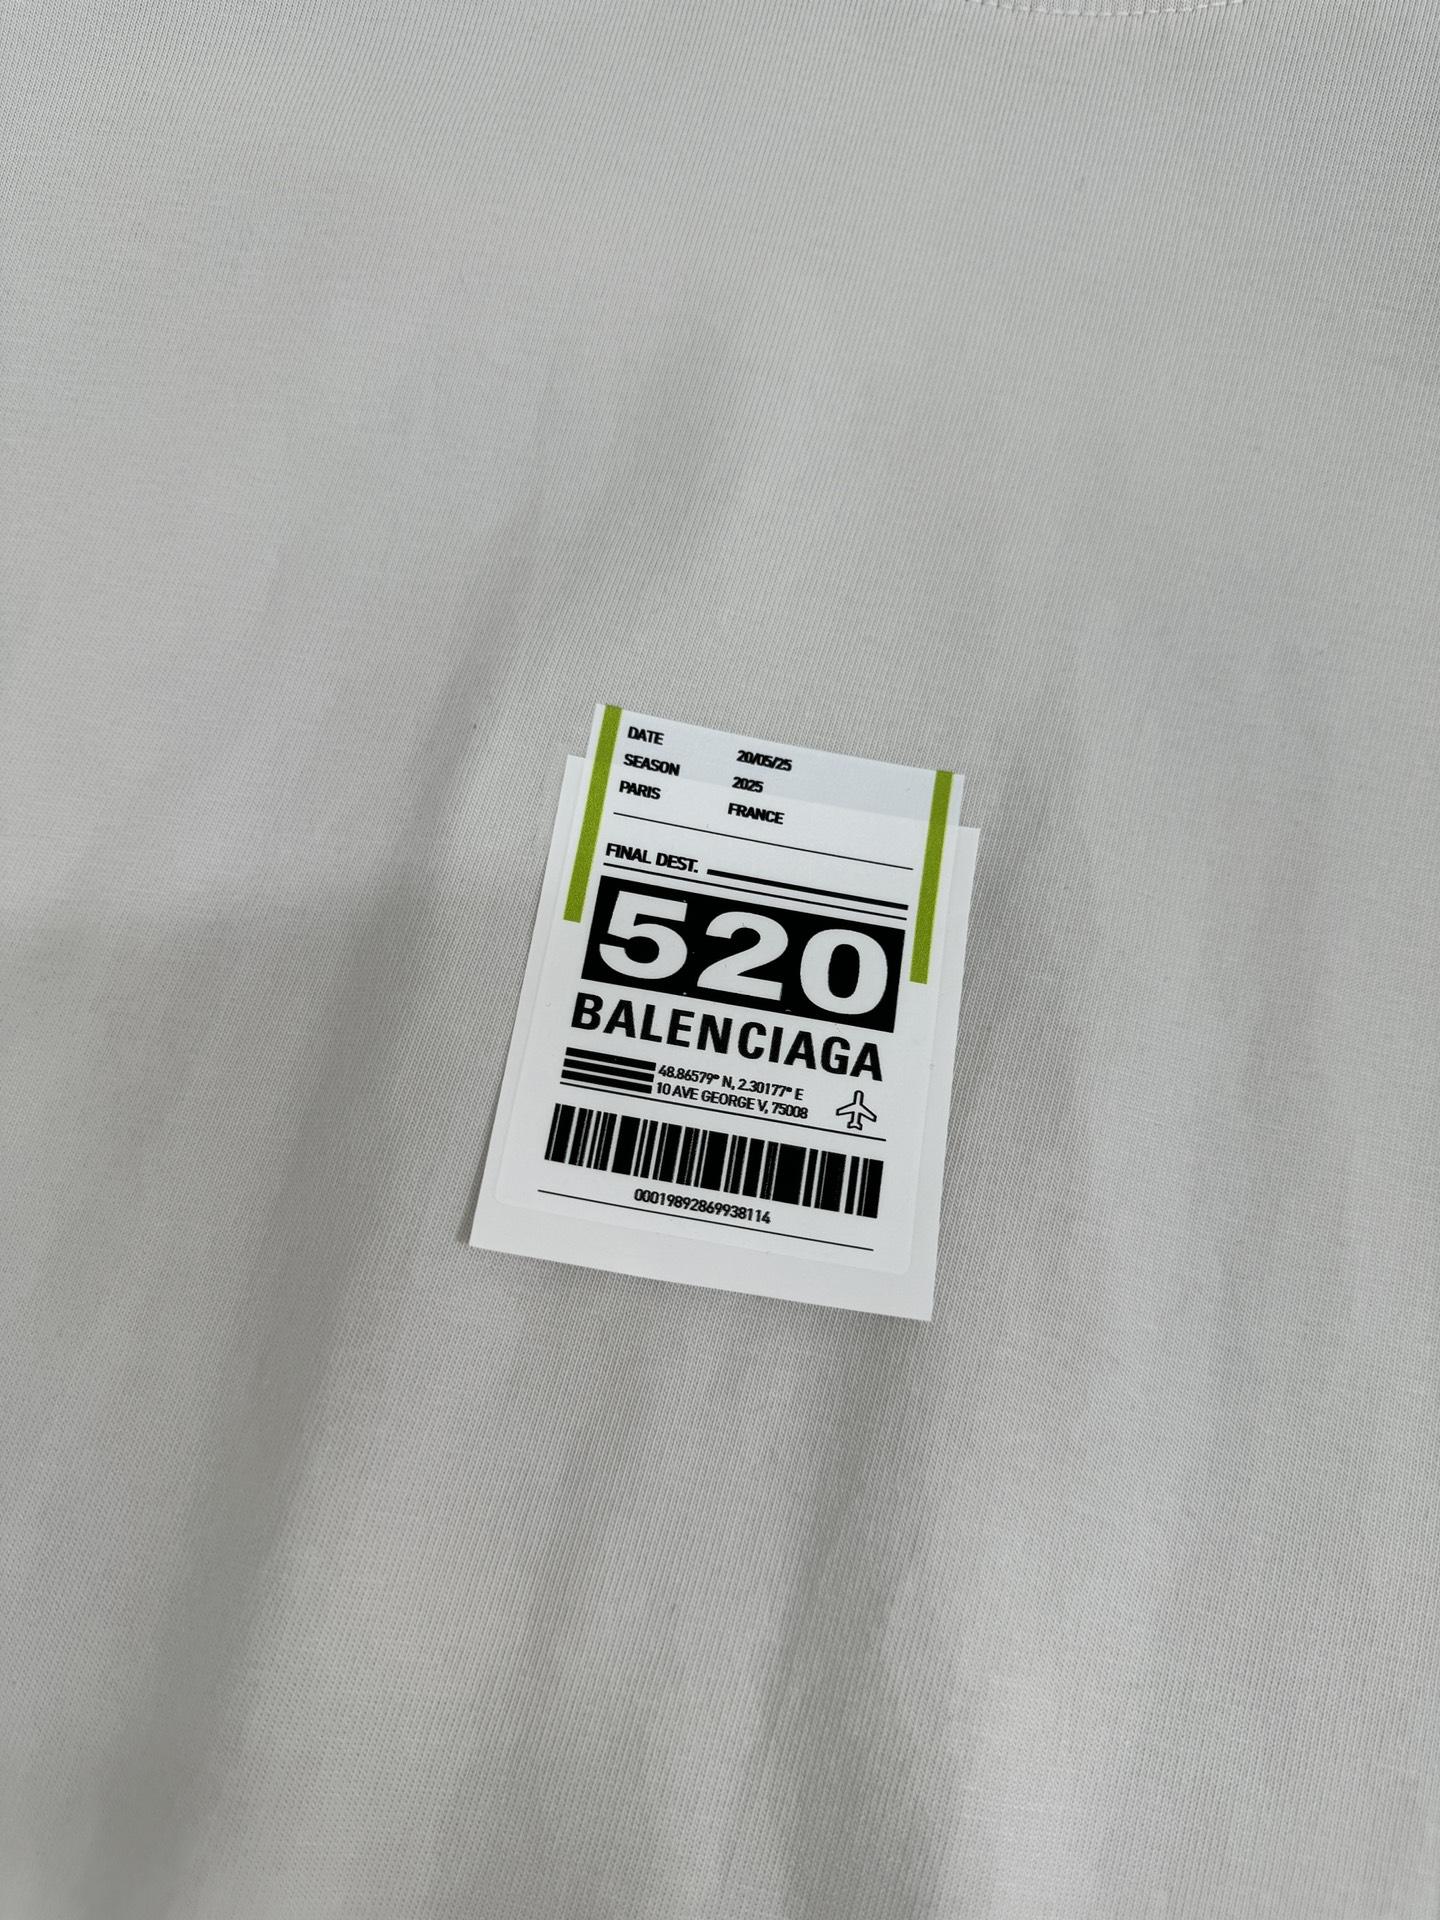 DATE 20/05/25
SEASON 2025
PARIS FRANCE
FINAL DEST.
520
BALENCIAGA
48.86579° N, 2.30177° E
10 AVE GEORGE V, 75008
00019892869938114